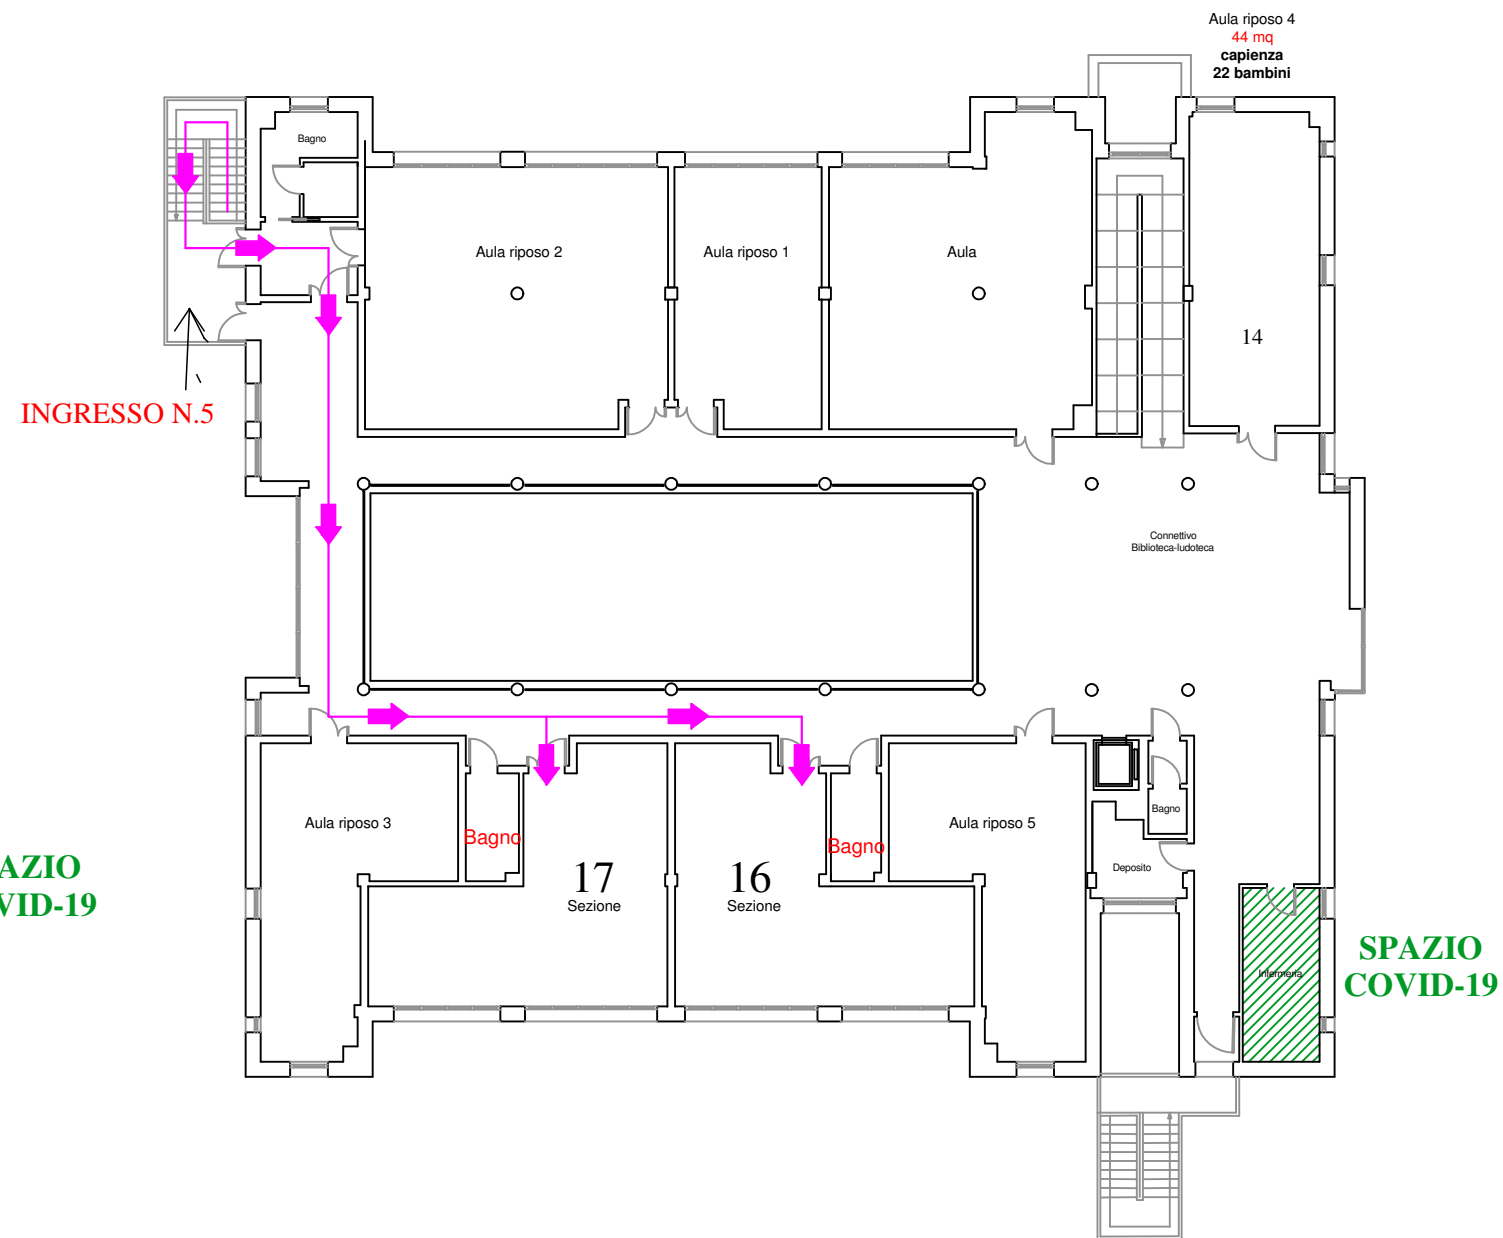 Aula riposo 4
44 mq
capienza
22 bambini
Bagno
Aula riposo 2
Aula riposo 1
Aula
14
INGRESSO N.5
Connettivo
Biblioteca-ludoteca
Aula riposo 3
Bagno
17
Sezione
16
Sezione
Bagno
Aula riposo 5
Bagno
Deposito
AZIO
VID-19
Infermeria
SPAZIO
COVID-19